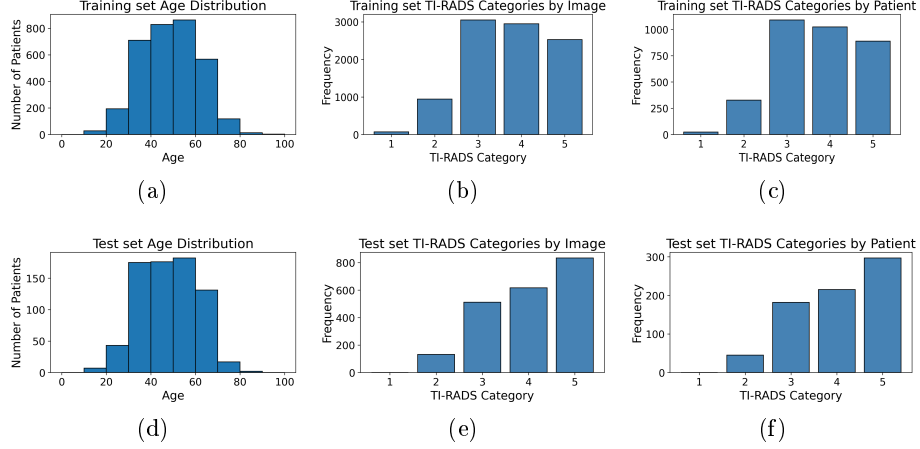 Training set Age Distribution
Number of Patients
800
600
400
200
0
0 20 40 60 80 100
Age
(a)
Training set TI-RADS Categories by Image
Frequency
3000
2000
1000
0
1 2 3 4 5
TI-RADS Category
(b)
Training set TI-RADS Categories by Patient
Frequency
1000
750
500
250
0
1 2 3 4 5
TI-RADS Category
(c)
Test set Age Distribution
Number of Patients
150
100
50
0
0 20 40 60 80 100
Age
(d)
Test set TI-RADS Categories by Image
Frequency
800
600
400
200
0
1 2 3 4 5
TI-RADS Category
(e)
Test set TI-RADS Categories by Patient
Frequency
300
200
100
0
1 2 3 4 5
TI-RADS Category
(f)